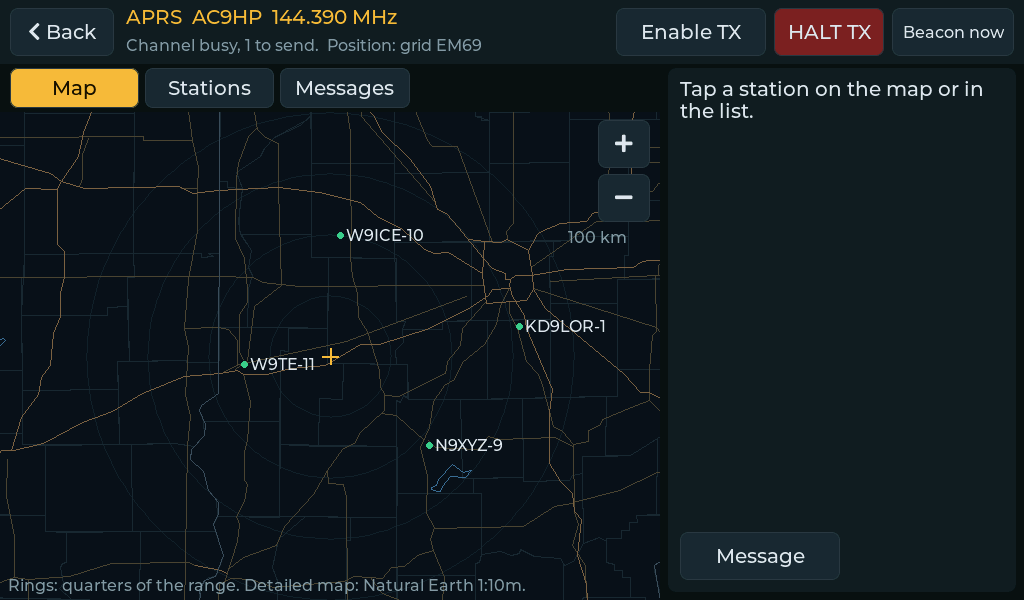 Back
APRS AC9HP 144.390 MHz
Channel busy, 1 to send. Position: grid EM69
Enable TX
HALT TX
Beacon now
Map
Stations
Messages
Tap a station on the map or in
the list.
+
−
100 km
W9ICE-10
KD9LOR-1
W9TE-11
N9XYZ-9
Message
Rings: quarters of the range. Detailed map: Natural Earth 1:10m.